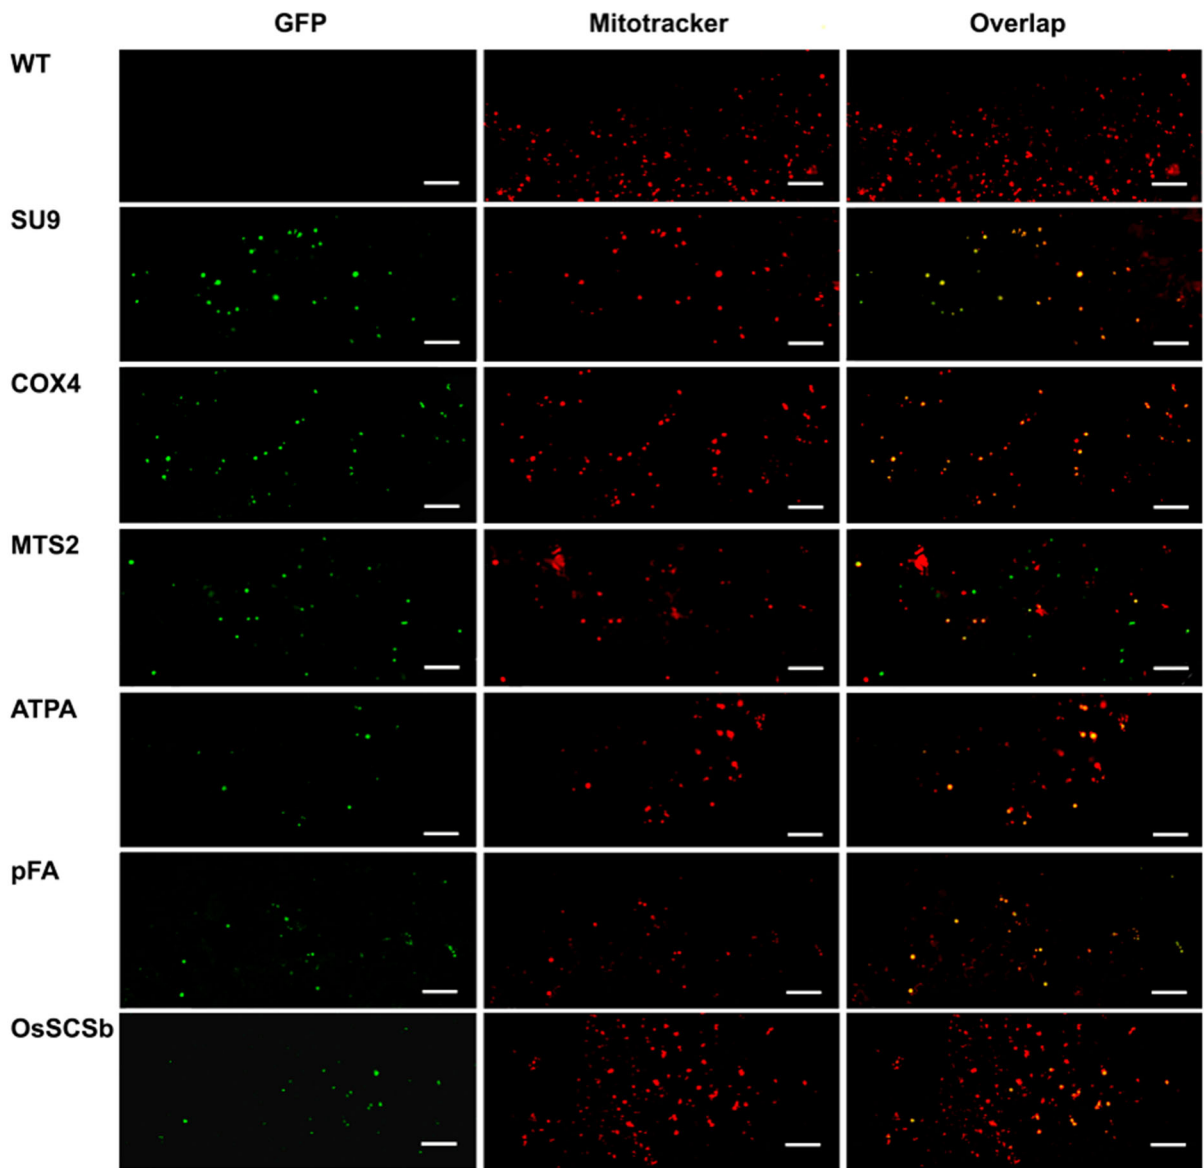 GFP Mitotracker Overlap
WT
SU9
COX4
MTS2
ATPA
pFA
OsSCSb